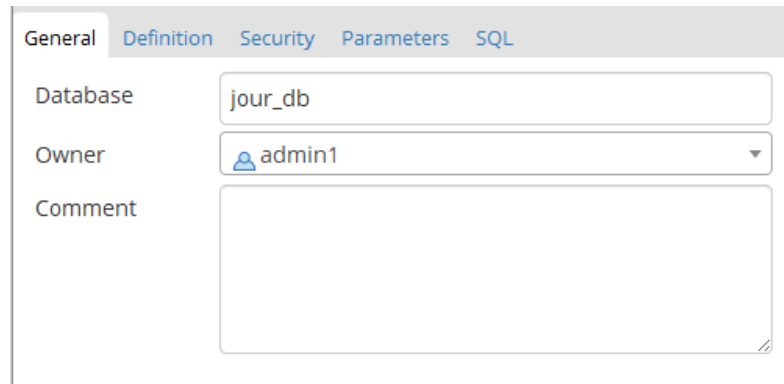 General Definition Security Parameters SQL
Database jour_db
Owner admin1
Comment